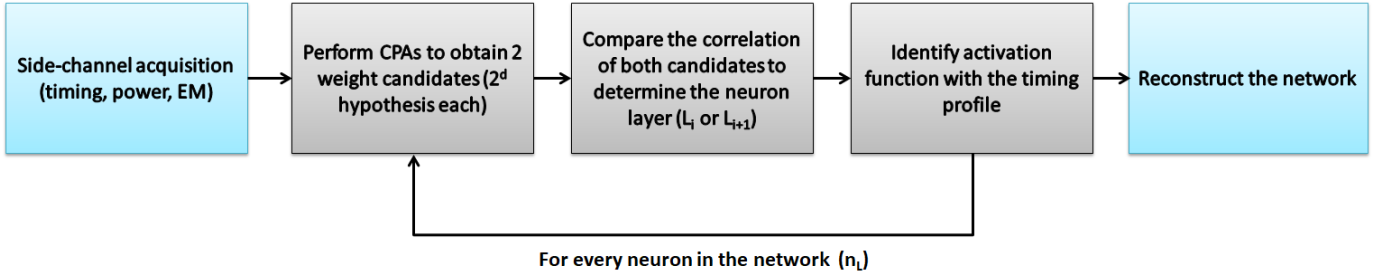 Side-channel acquisition
(timing, power, EM)
Perform CPAs to obtain 2
weight candidates (2ᵈ
hypothesis each)
Compare the correlation
of both candidates to
determine the neuron
layer (Lᵢ or Lᵢ₊₁)
Identify activation
function with the timing
profile
Reconstruct the network
For every neuron in the network (n_L)